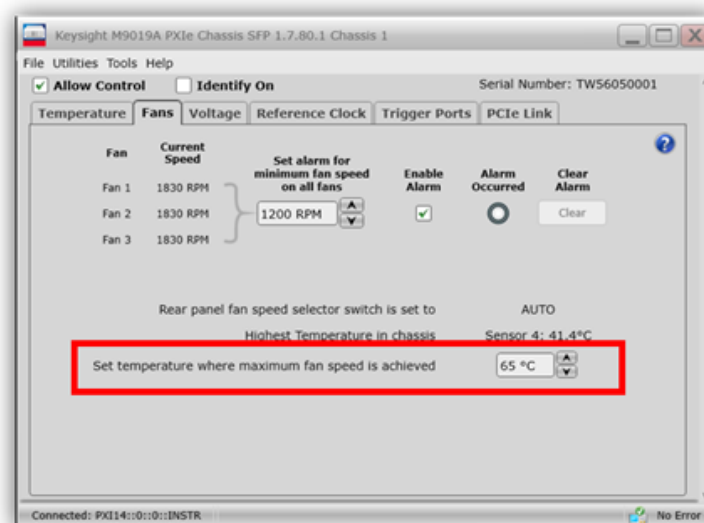 Keysight M9019A PXIe Chassis SFP 1.7.80.1 Chassis 1
File Utilities Tools Help
Allow Control Identify On Serial Number: TW56050001
Temperature Fans Voltage Reference Clock Trigger Ports PCIe Link
Fan Current Speed Set alarm for minimum fan speed on all fans Enable Alarm Alarm Occurred Clear Alarm
Fan 1 1830 RPM
Fan 2 1830 RPM 1200 RPM Clear
Fan 3 1830 RPM
Rear panel fan speed selector switch is set to AUTO
Highest Temperature in chassis Sensor 4: 41.4°C
Set temperature where maximum fan speed is achieved 65 °C
Connected: PXI14::0::0::INSTR No Error